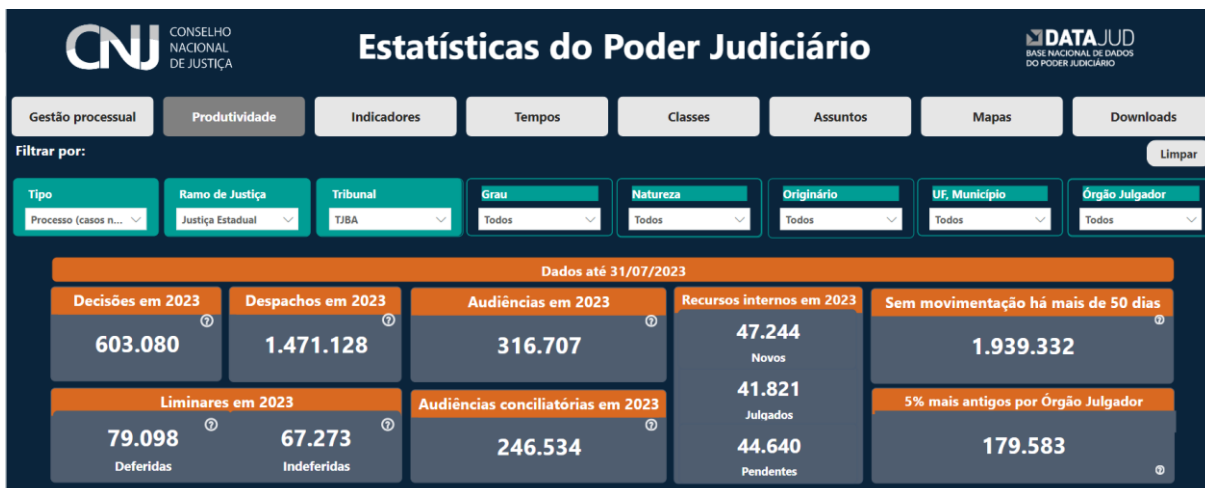 CNJ
CONSELHO
NACIONAL
DE JUSTIÇA
Estatísticas do Poder Judiciário
DATAJUD
BASE NACIONAL DE DADOS
DO PODER JUDICIÁRIO
Gestão processual
Produtividade
Indicadores
Tempos
Classes
Assuntos
Mapas
Downloads
Filtrar por:
Limpar
Tipo
Processo (casos n...
Ramo de Justiça
Justiça Estadual
Tribunal
TJBA
Grau
Todos
Natureza
Todos
Originário
Todos
UF, Município
Todos
Órgão Julgador
Todos
Dados até 31/07/2023
Decisões em 2023
603.080
Despachos em 2023
1.471.128
Audiências em 2023
316.707
Recursos internos em 2023
47.244
Novos
41.821
Julgados
44.640
Pendentes
Sem movimentação há mais de 50 dias
1.939.332
Liminares em 2023
79.098
Deferidas
67.273
Indeferidas
Audiências conciliatórias em 2023
246.534
5% mais antigos por Órgão Julgador
179.583